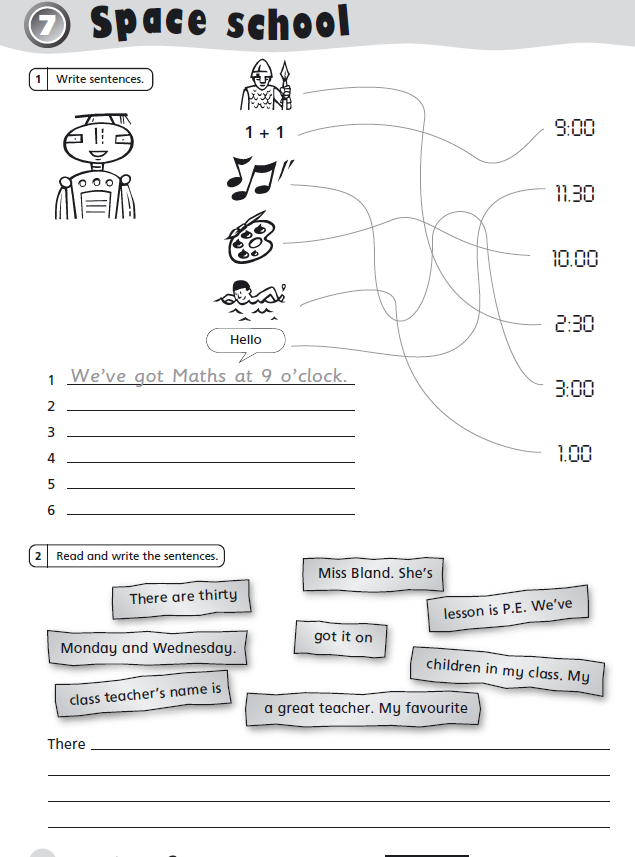 7 Space school
1 Write sentences.
1 + 1
Hello
9:00
11.30
10.00
2:30
3:00
1.00
1 We've got Maths at 9 o'clock.
2
3
4
5
6
2 Read and write the sentences.
Miss Bland. She's
There are thirty
lesson is P.E. We've
got it on
Monday and Wednesday.
children in my class. My
class teacher's name is
a great teacher. My favourite
There